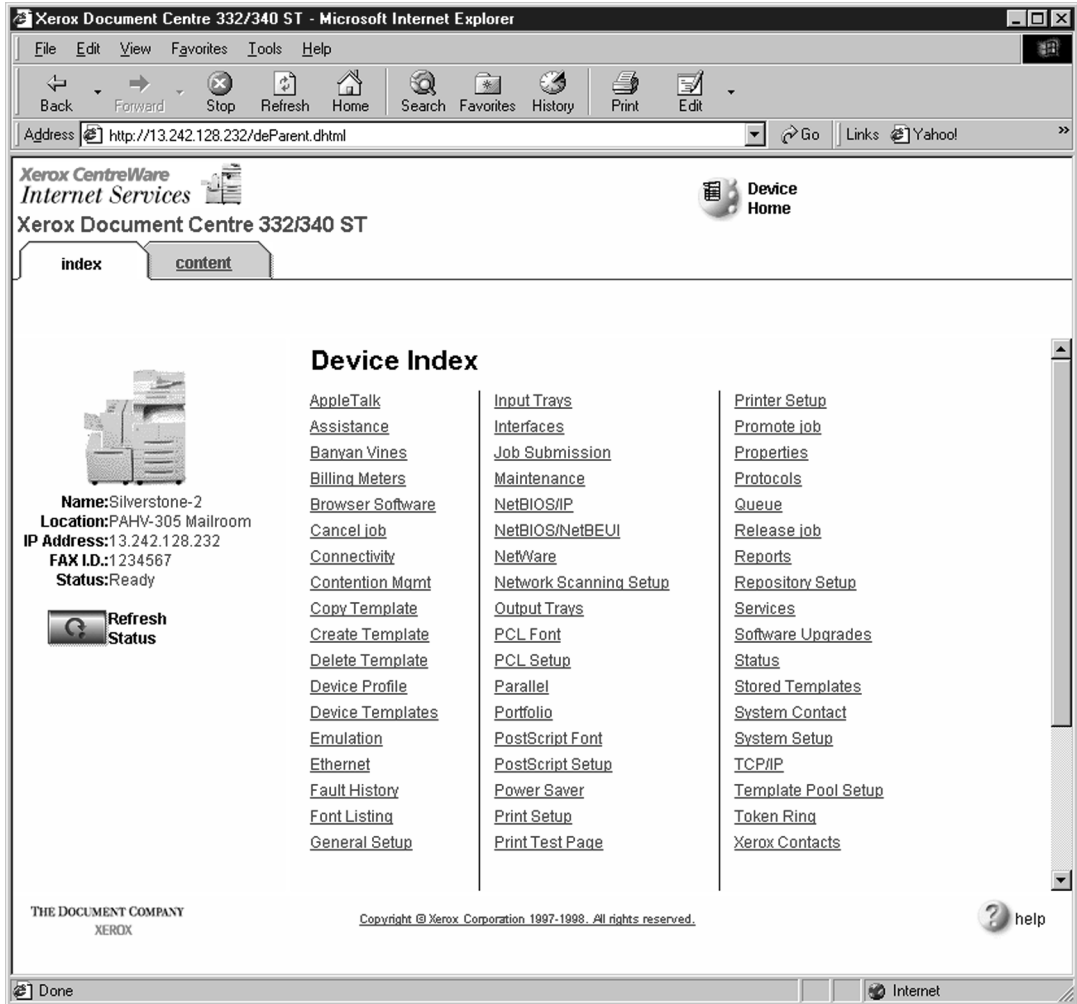 Xerox Document Centre 332/340 ST - Microsoft Internet Explorer
File Edit View Favorites Tools Help
Back Forward Stop Refresh Home Search Favorites History Print Edit
Address http://13.242.128.232/deParent.dhtml Go Links Yahoo! »
Xerox CentreWare
Internet Services
Xerox Document Centre 332/340 ST
Device
Home
index content
Name:Silverstone-2
Location:PAHV-305 Mailroom
IP Address:13.242.128.232
FAX I.D.:1234567
Status:Ready
Refresh
Status
Device Index
AppleTalk
Assistance
Banyan Vines
Billing Meters
Browser Software
Cancel job
Connectivity
Contention Mgmt
Copy Template
Create Template
Delete Template
Device Profile
Device Templates
Emulation
Ethernet
Fault History
Font Listing
General Setup
Input Trays
Interfaces
Job Submission
Maintenance
NetBIOS/IP
NetBIOS/NetBEUI
NetWare
Network Scanning Setup
Output Trays
PCL Font
PCL Setup
Parallel
Portfolio
PostScript Font
PostScript Setup
Power Saver
Print Setup
Print Test Page
Printer Setup
Promote job
Properties
Protocols
Queue
Release job
Reports
Repository Setup
Services
Software Upgrades
Status
Stored Templates
System Contact
System Setup
TCP/IP
Template Pool Setup
Token Ring
Xerox Contacts
THE DOCUMENT COMPANY
XEROX
Copyright © Xerox Corporation 1997-1998. All rights reserved.
help
Done Internet